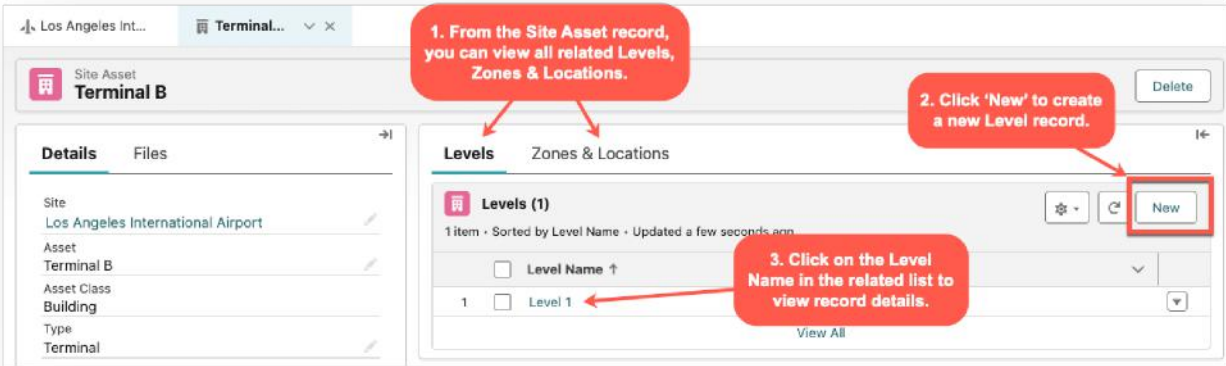 Los Angeles Int...
Terminal...
1. From the Site Asset record,
you can view all related Levels,
Zones & Locations.
Site Asset
Terminal B
Delete
2. Click ‘New’ to create
a new Level record.
Details
Files
Levels
Zones & Locations
Site
Los Angeles International Airport
Asset
Terminal B
Asset Class
Building
Type
Terminal
Levels (1)
New
1 item • Sorted by Level Name • Updated a few seconds ago
Level Name ↑
3. Click on the Level
Name in the related list to
view record details.
1
Level 1
View All